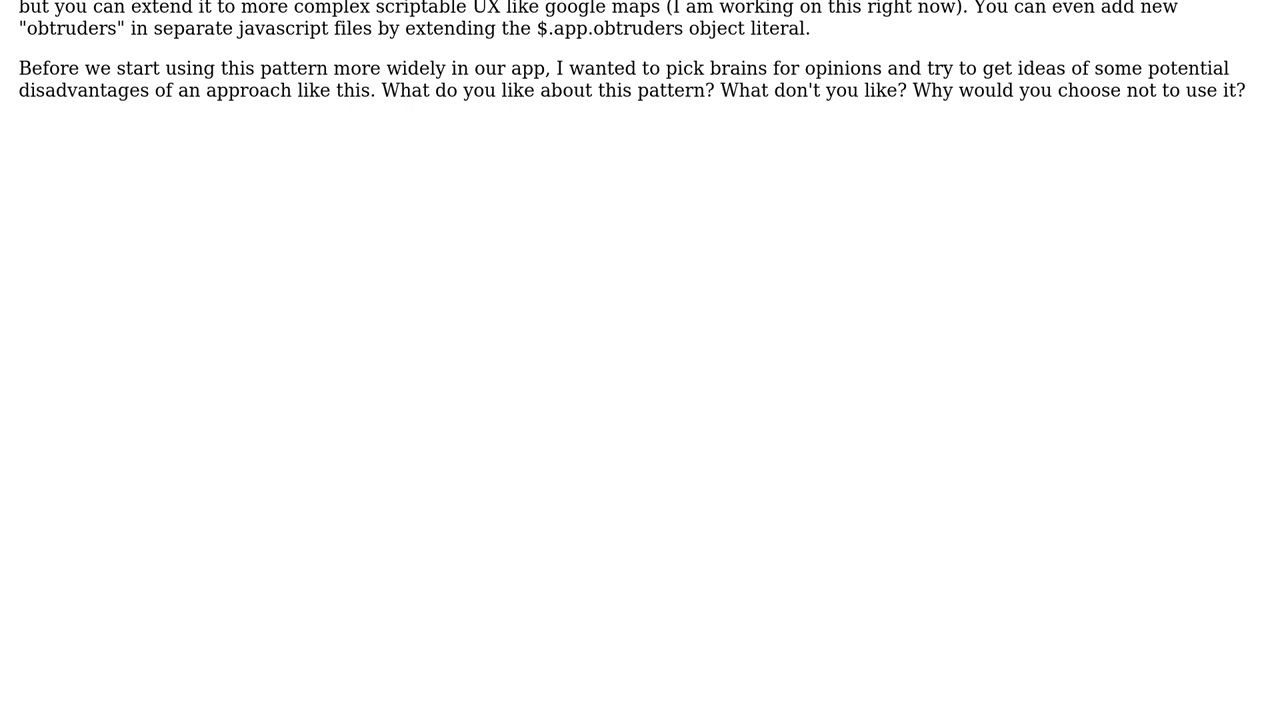 but you can extend it to more complex scriptable UX like google maps (I am working on this right now). You can even add new
"obtruders" in separate javascript files by extending the $.app.obtruders object literal.
Before we start using this pattern more widely in our app, I wanted to pick brains for opinions and try to get ideas of some potential
disadvantages of an approach like this. What do you like about this pattern? What don't you like? Why would you choose not to use it?